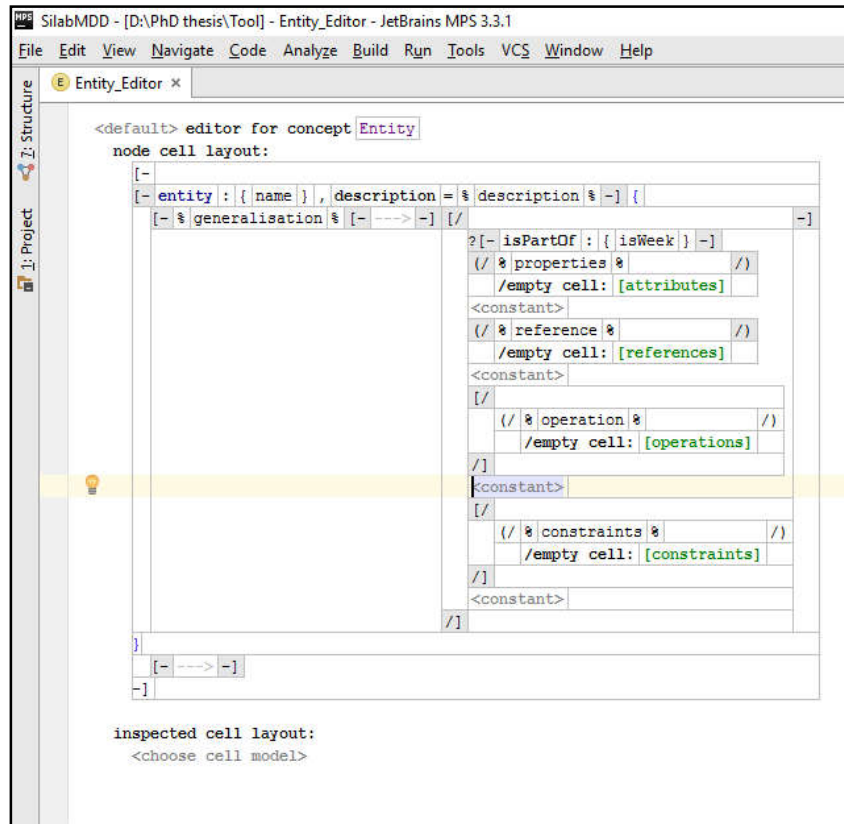 SilabMDD - [D:\PhD thesis\Tool] - Entity_Editor - JetBrains MPS 3.3.1
File Edit View Navigate Code Analyze Build Run Tools VCS Window Help
E Entity_Editor ×
Z: Structure
1: Project
<default> editor for concept Entity
node cell layout:
[-
[- entity : { name } , description = % description % -] {
[- % generalisation % [- ---> -] [/ -]
?[- isPartOf : { isWeek } -]
(/ % properties % /)
/empty cell: [attributes]
<constant>
(/ % reference % /)
/empty cell: [references]
<constant>
[/
(/ % operation % /)
/empty cell: [operations]
/]
<constant>
[/
(/ % constraints % /)
/empty cell: [constraints]
/]
<constant>
/]
}
[- ---> -]
-]
inspected cell layout:
<choose cell model>